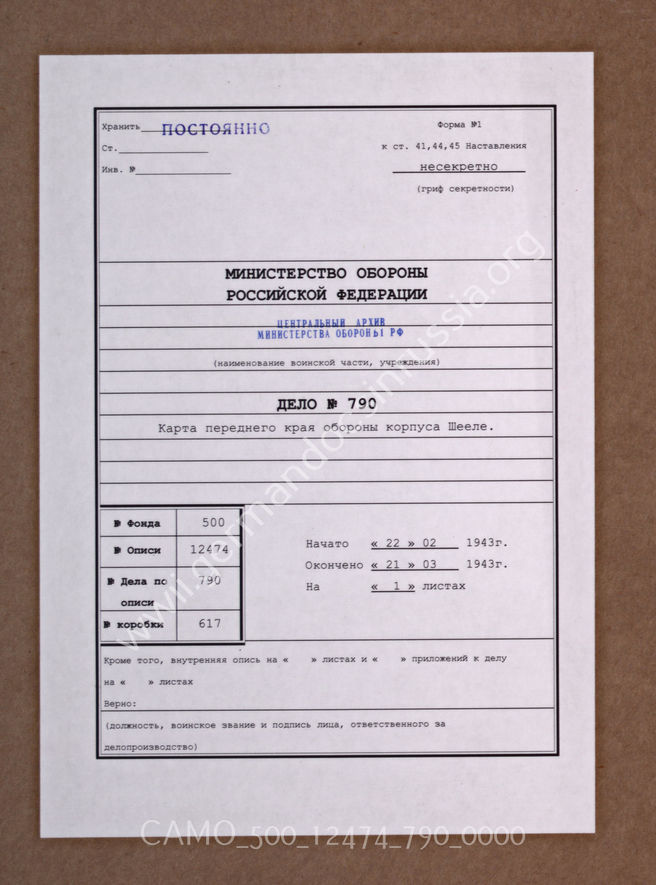 Хранить ПОСТОЯННО
Форма №1
Ст.
к ст. 41,44,45 Наставления
Инв. №
несекретно
(гриф секретности)
МИНИСТЕРСТВО ОБОРОНЫ
РОССИЙСКОЙ ФЕДЕРАЦИИ
ЦЕНТРАЛЬНЫЙ АРХИВ
МИНИСТЕРСТВА ОБОРОНЫ РФ
(наименование воинской части, учреждения)
ДЕЛО № 790
Карта переднего края обороны корпуса Шееле.
№ Фонда 500
№ Описи 12474
№ Дела по описи 790
№ коробки 617
Начато « 22 » 02 1943г.
Окончено « 21 » 03 1943г.
На « 1 » листах
Кроме того, внутренняя опись на « » листах и « » приложений к делу
на « » листах
Верно:
(должность, воинское звание и подпись лица, ответственного за
делопроизводство)
www.germandocsinrussia.org
CAMO_500_12474_790_0000